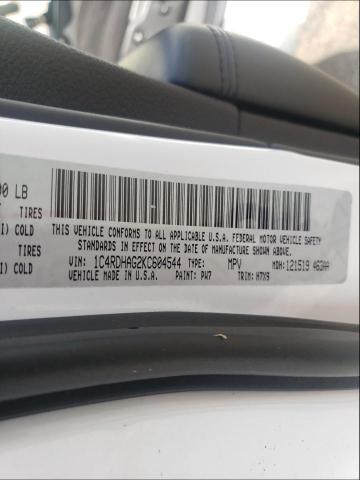 00 LB
TIRES
I) COLD
TIRES
I) COLD
THIS VEHICLE CONFORMS TO ALL APPLICABLE U.S.A. FEDERAL MOTOR VEHICLE SAFETY
STANDARDS IN EFFECT ON THE DATE OF MANUFACTURE SHOWN ABOVE.
VIN: 1C4RDHAG2KC604544 TYPE: MPV MDH: 121519 463AA
VEHICLE MADE IN U.S.A. PAINT: PW7 TRIM: H7X9